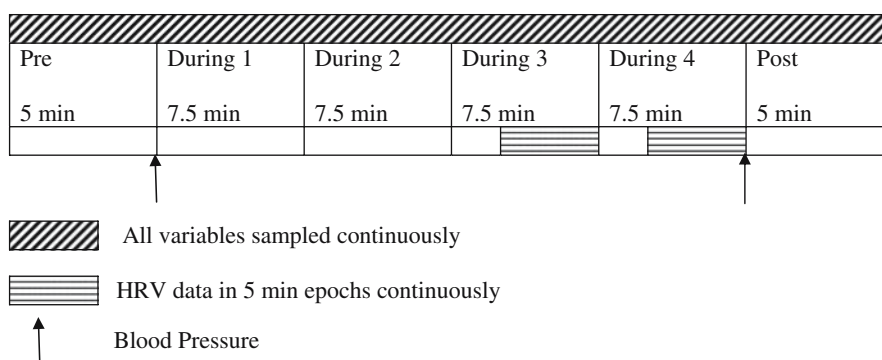 Pre During 1 During 2 During 3 During 4 Post
5 min 7.5 min 7.5 min 7.5 min 7.5 min 5 min
All variables sampled continuously
HRV data in 5 min epochs continuously
Blood Pressure